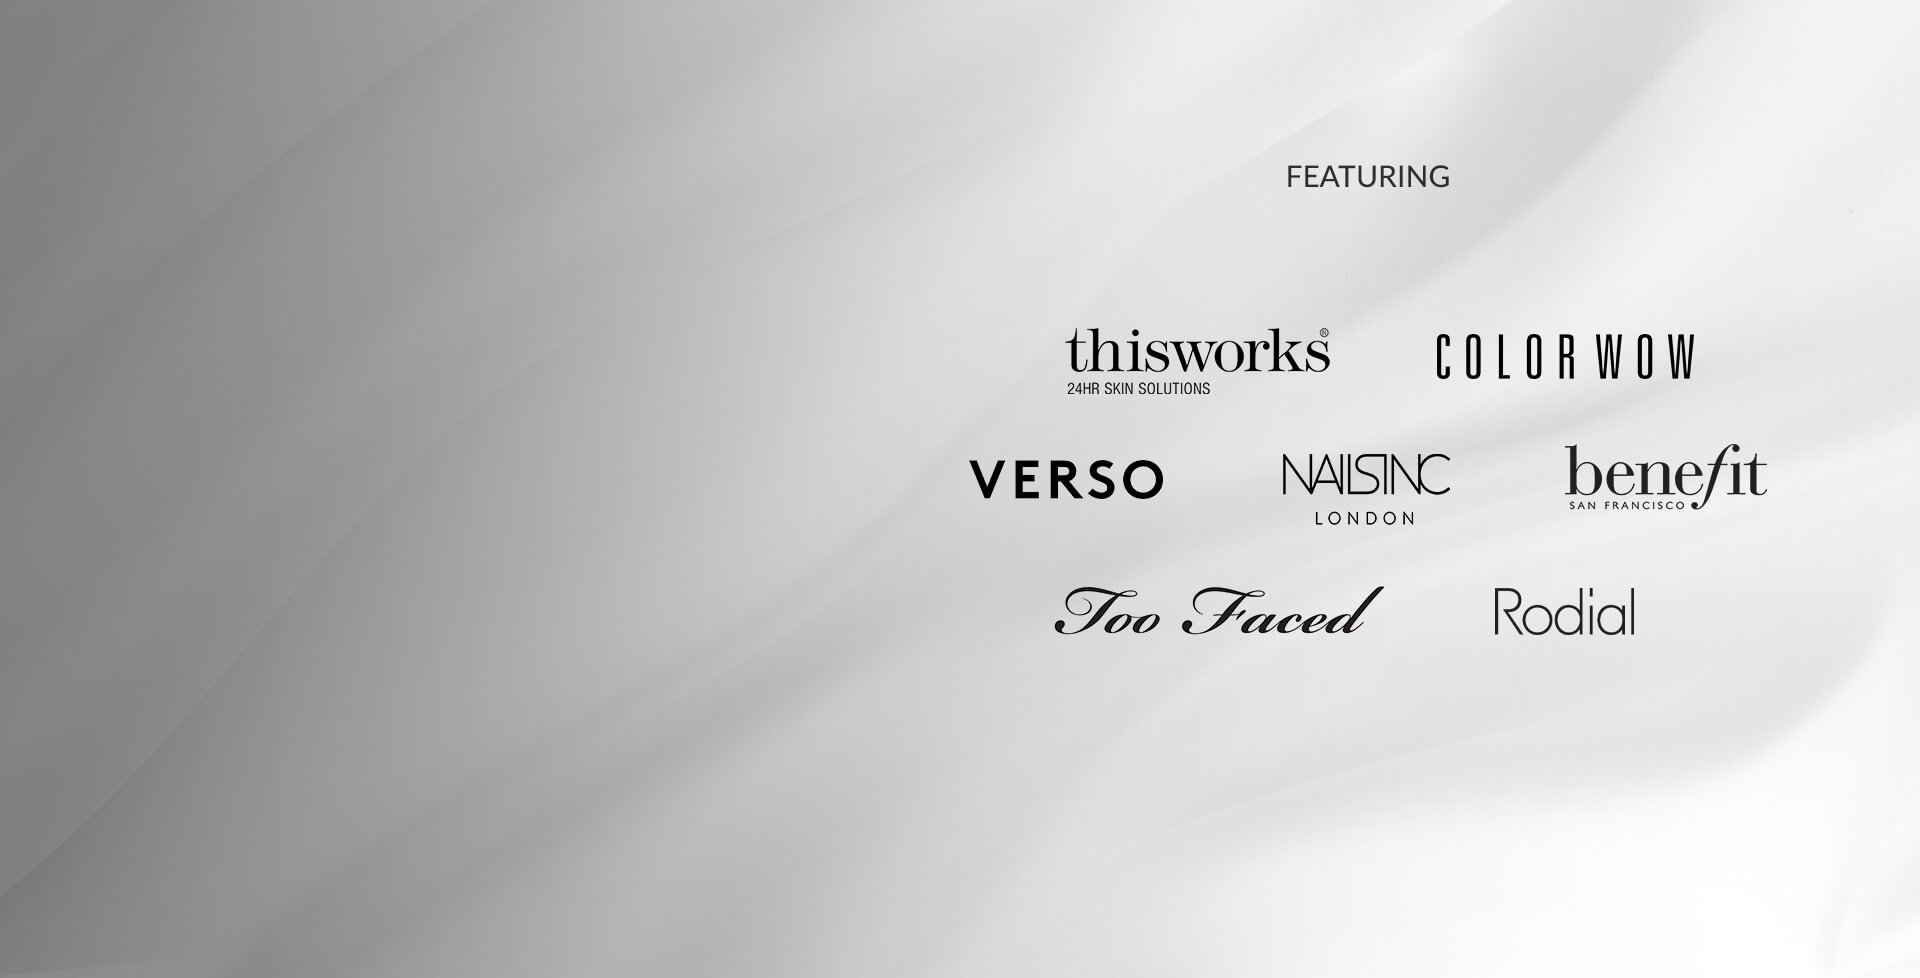 FEATURING
thisworks®
24HR SKIN SOLUTIONS
COLOR WOW
VERSO
NAILSINC
LONDON
benefit
SAN FRANCISCO
Too Faced
Rodial